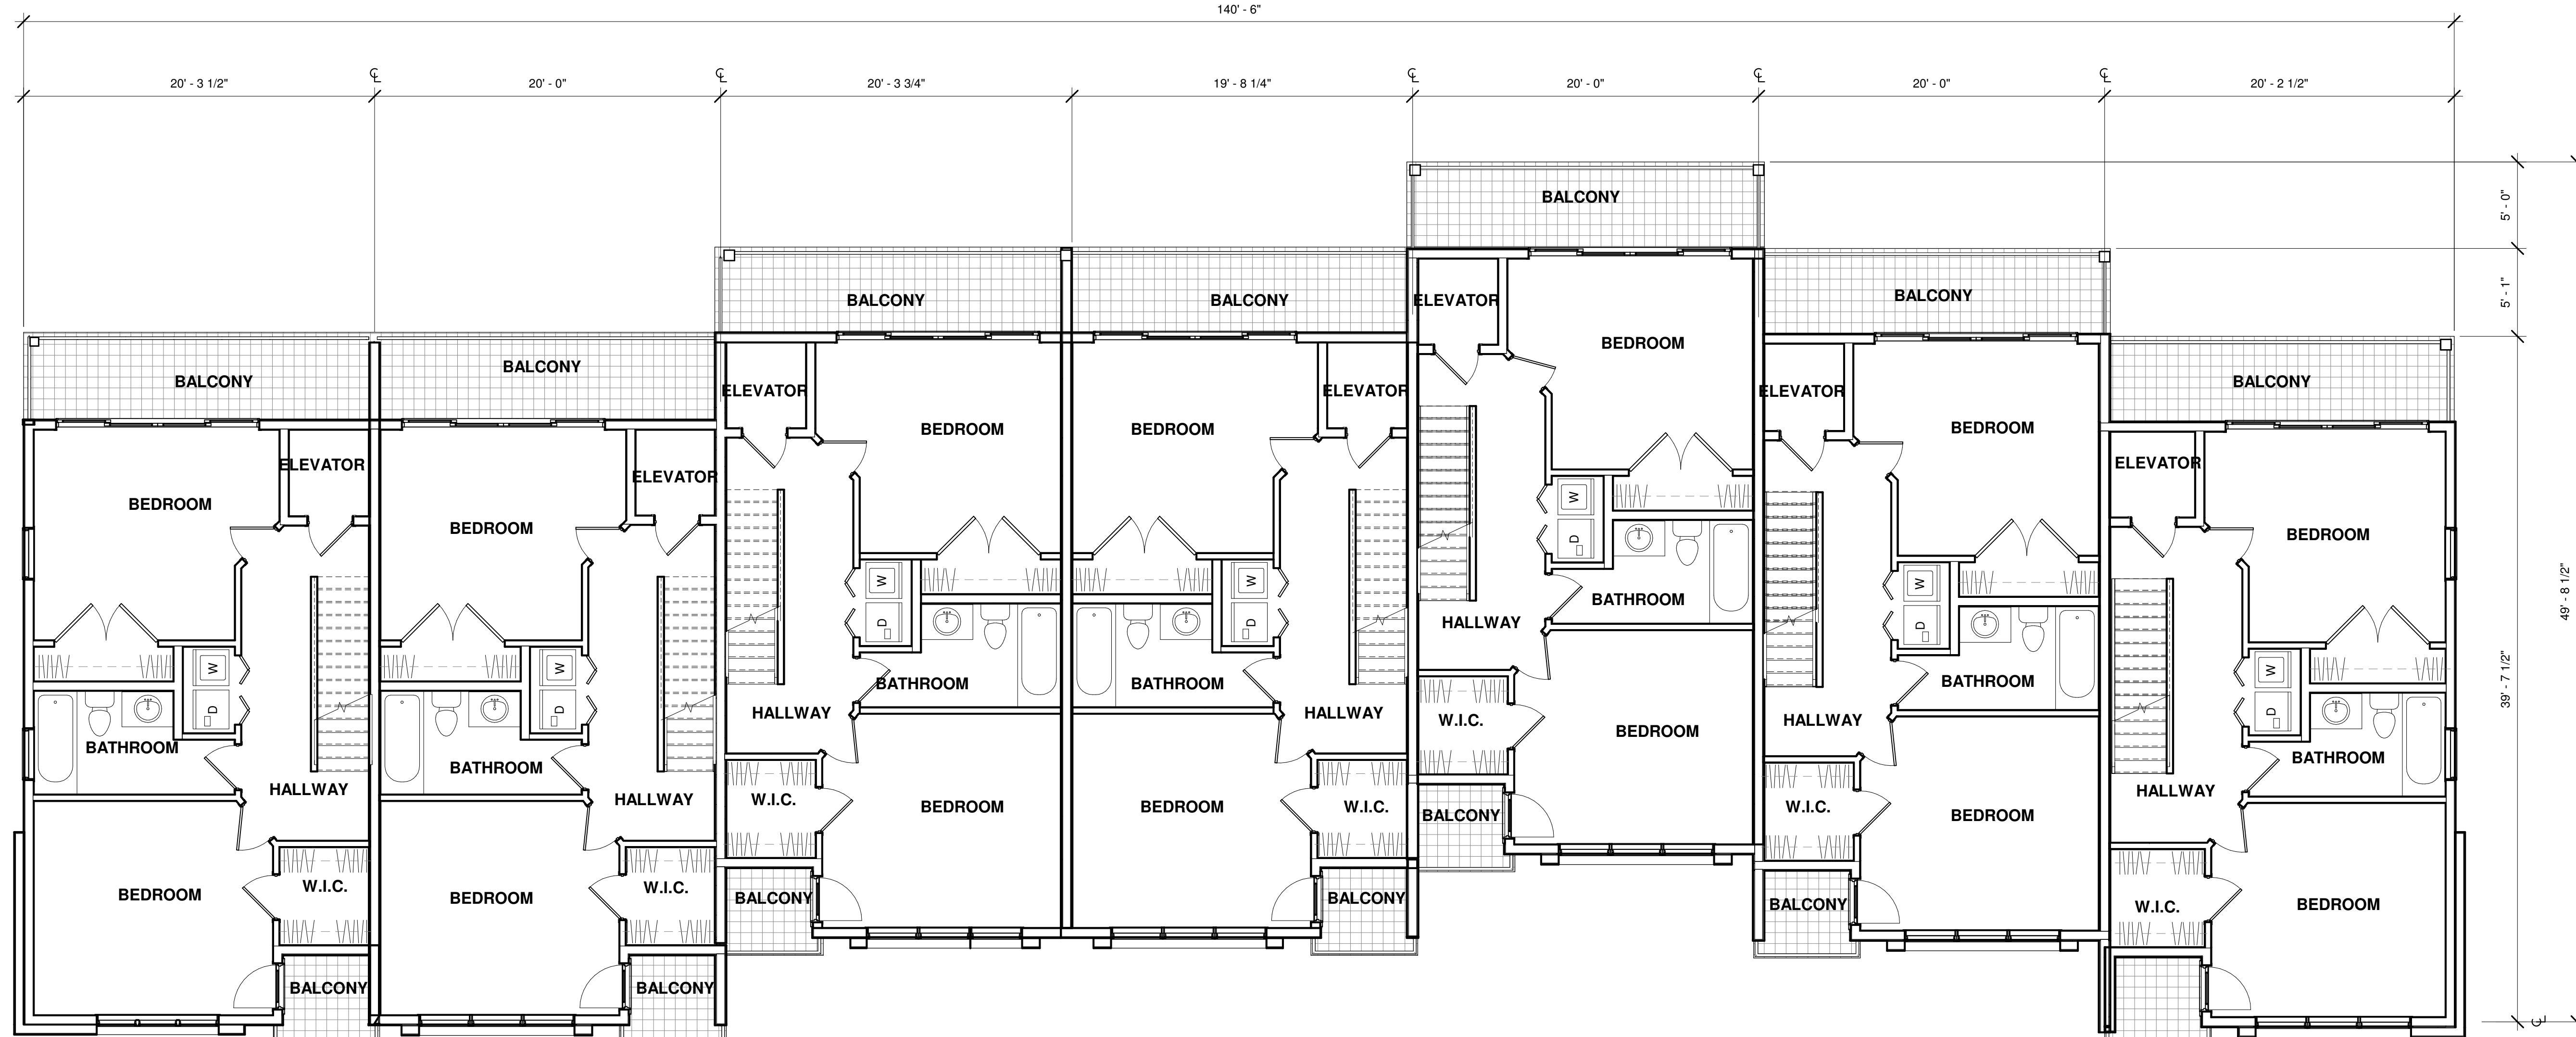 140' - 6"
20' - 3 1/2"
℄
20' - 0"
℄
20' - 3 3/4"
19' - 8 1/4"
℄
20' - 0"
℄
20' - 0"
℄
20' - 2 1/2"
BALCONY
5' - 0"
BALCONY
BALCONY
ELEVATOR
BALCONY
5' - 1"
BEDROOM
BALCONY
BALCONY
BALCONY
ELEVATOR
ELEVATOR
ELEVATOR
BEDROOM
BEDROOM
BEDROOM
ELEVATOR
ELEVATOR
ELEVATOR
BEDROOM
BEDROOM
BEDROOM
W
D
W
D
W
D
W
D
W
D
W
D
W
D
49' - 8 1/2"
39' - 7 1/2"
BATHROOM
HALLWAY
BATHROOM
BATHROOM
BATHROOM
HALLWAY
HALLWAY
W.I.C.
HALLWAY
BEDROOM
BATHROOM
BATHROOM
BATHROOM
HALLWAY
HALLWAY
HALLWAY
W.I.C.
BEDROOM
BEDROOM
W.I.C.
BALCONY
W.I.C.
BEDROOM
BEDROOM
W.I.C.
BEDROOM
W.I.C.
BALCONY
BALCONY
BALCONY
W.I.C.
BEDROOM
BALCONY
BALCONY
℄